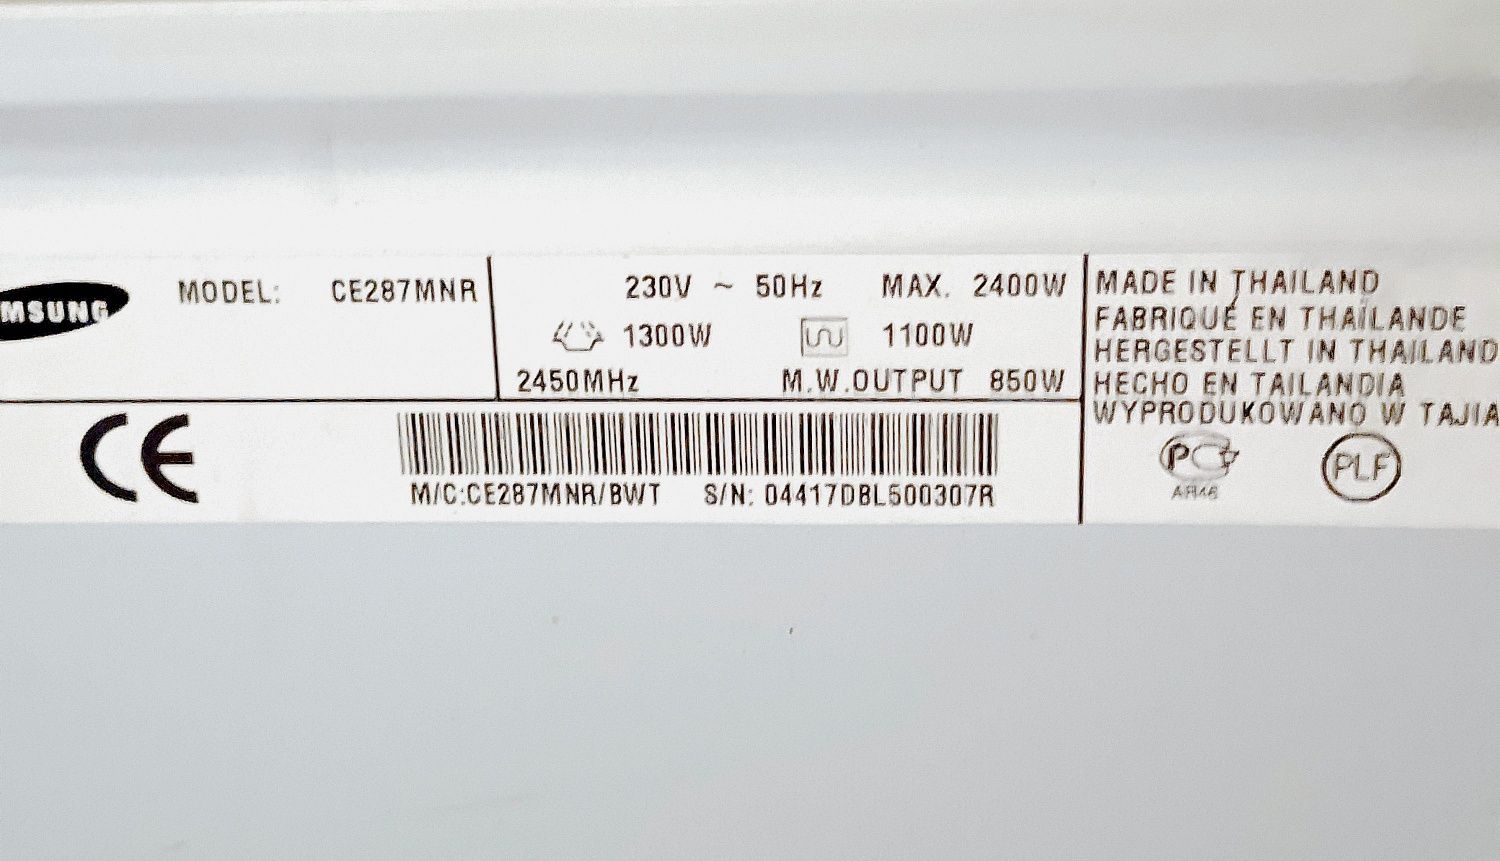 MSUNG
MODEL: CE287MNR
230V ~ 50Hz MAX. 2400W
1300W 1100W
2450MHz M.W.OUTPUT 850W
MADE IN THAILAND
FABRIQUÉ EN THAÏLANDE
HERGESTELLT IN THAILAND
HECHO EN TAILANDIA
WYPRODUKOWANO W TAJIA
CE
M/C:CE287MNR/BWT S/N: 04417DBL500307R
PC PLF